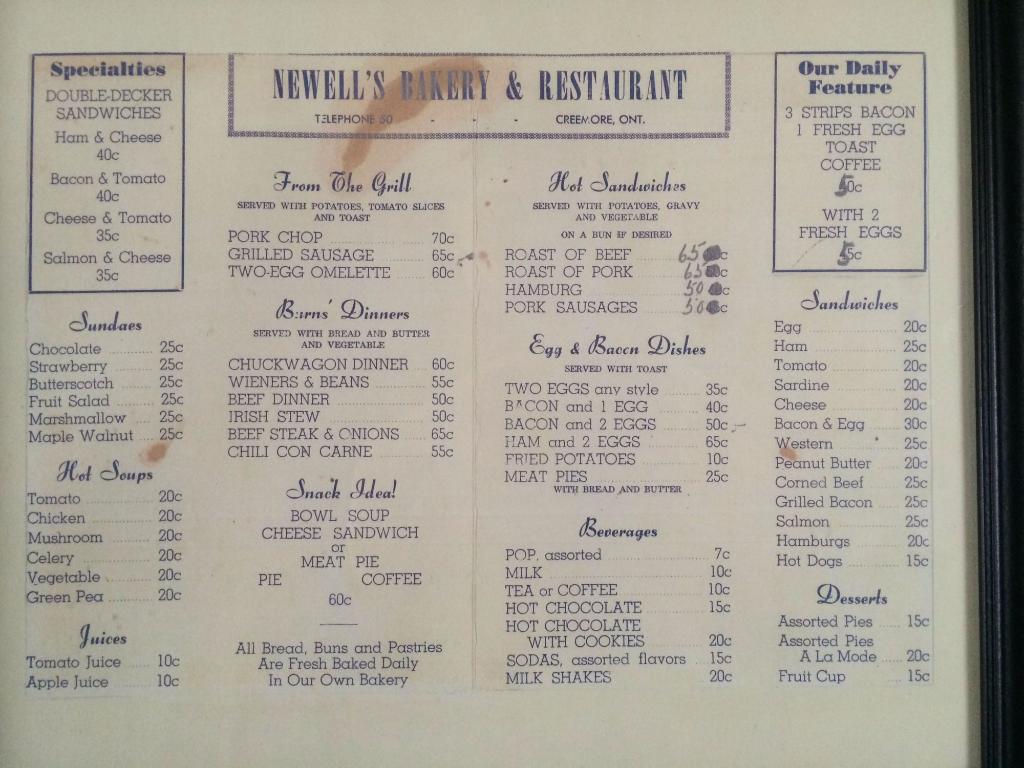 Specialties
DOUBLE-DECKER
SANDWICHES
Ham & Cheese
40c
Bacon & Tomato
40c
Cheese & Tomato
35c
Salmon & Cheese
35c
Sundaes
Chocolate 25c
Strawberry 25c
Butterscotch 25c
Fruit Salad 25c
Marshmallow 25c
Maple Walnut 25c
Hot Soups
Tomato 20c
Chicken 20c
Mushroom 20c
Celery 20c
Vegetable 20c
Green Pea 20c
Juices
Tomato Juice 10c
Apple Juice 10c
NEWELL'S BAKERY & RESTAURANT
TELEPHONE 50 - - - CREEMORE, ONT.
From The Grill
SERVED WITH POTATOES, TOMATO SLICES
AND TOAST
PORK CHOP 70c
GRILLED SAUSAGE 65c
TWO-EGG OMELETTE 60c
Burns' Dinners
SERVED WITH BREAD AND BUTTER
AND VEGETABLE
CHUCKWAGON DINNER 60c
WIENERS & BEANS 55c
BEEF DINNER 50c
IRISH STEW 50c
BEEF STEAK & ONIONS 65c
CHILI CON CARNE 55c
Snack Idea!
BOWL SOUP
CHEESE SANDWICH
or
MEAT PIE
PIE COFFEE
60c
All Bread, Buns and Pastries
Are Fresh Baked Daily
In Our Own Bakery
Hot Sandwiches
SERVED WITH POTATOES, GRAVY
AND VEGETABLE
ON A BUN IF DESIRED
ROAST OF BEEF 65 c
ROAST OF PORK 65 c
HAMBURG 50 c
PORK SAUSAGES 50 c
Egg & Bacon Dishes
SERVED WITH TOAST
TWO EGGS any style 35c
BACON and 1 EGG 40c
BACON and 2 EGGS 50c
HAM and 2 EGGS 65c
FRIED POTATOES 10c
MEAT PIES 25c
WITH BREAD AND BUTTER
Beverages
POP, assorted 7c
MILK 10c
TEA or COFFEE 10c
HOT CHOCOLATE 15c
HOT CHOCOLATE
WITH COOKIES 20c
SODAS, assorted flavors 15c
MILK SHAKES 20c
Our Daily
Feature
3 STRIPS BACON
1 FRESH EGG
TOAST
COFFEE
50c
WITH 2
FRESH EGGS
55c
Sandwiches
Egg 20c
Ham 25c
Tomato 20c
Sardine 20c
Cheese 20c
Bacon & Egg 30c
Western 25c
Peanut Butter 20c
Corned Beef 25c
Grilled Bacon 25c
Salmon 25c
Hamburgs 20c
Hot Dogs 15c
Desserts
Assorted Pies 15c
Assorted Pies
A La Mode 20c
Fruit Cup 15c